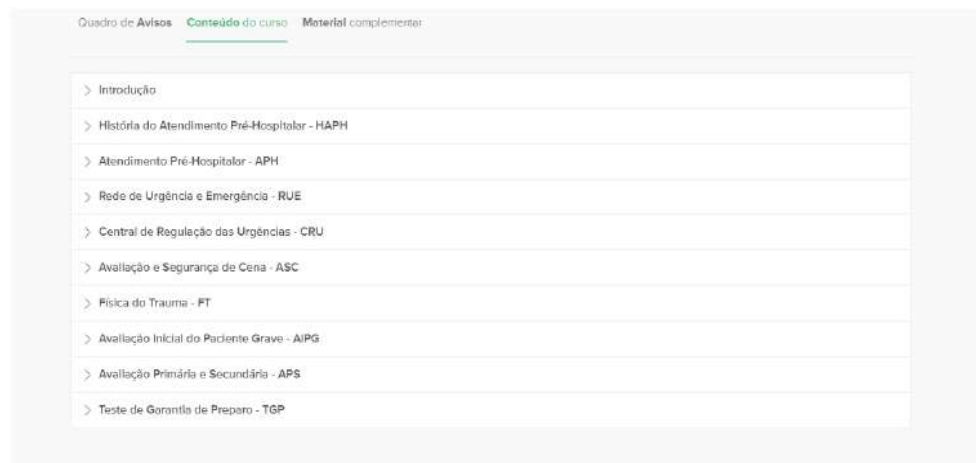 Quadro de Avisos Conteúdo do curso Material complementar
Introdução
História do Atendimento Pré-Hospitalar - HAPH
Atendimento Pré-Hospitalar - APH
Rede de Urgência e Emergência - RUE
Central de Regulação das Urgências - CRU
Avaliação e Segurança de Cena - ASC
Física do Trauma - FT
Avaliação Inicial do Paciente Grave - AIPG
Avaliação Primária e Secundária - APS
Teste de Garantia de Preparo - TGP